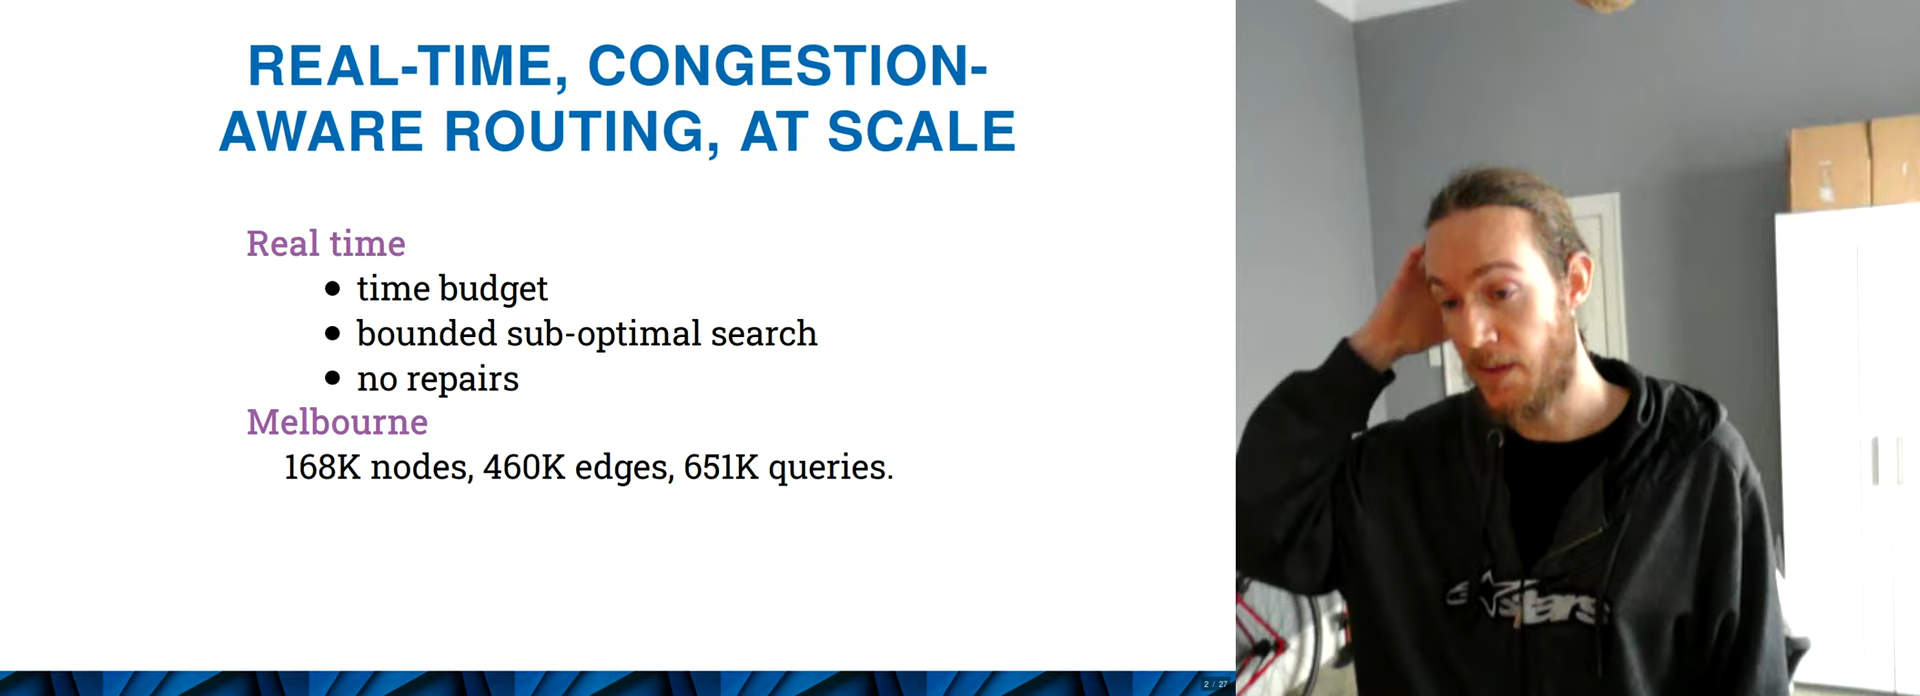 REAL-TIME, CONGESTION-
AWARE ROUTING, AT SCALE
Real time
• time budget
• bounded sub-optimal search
• no repairs
Melbourne
168K nodes, 460K edges, 651K queries.
2 / 27